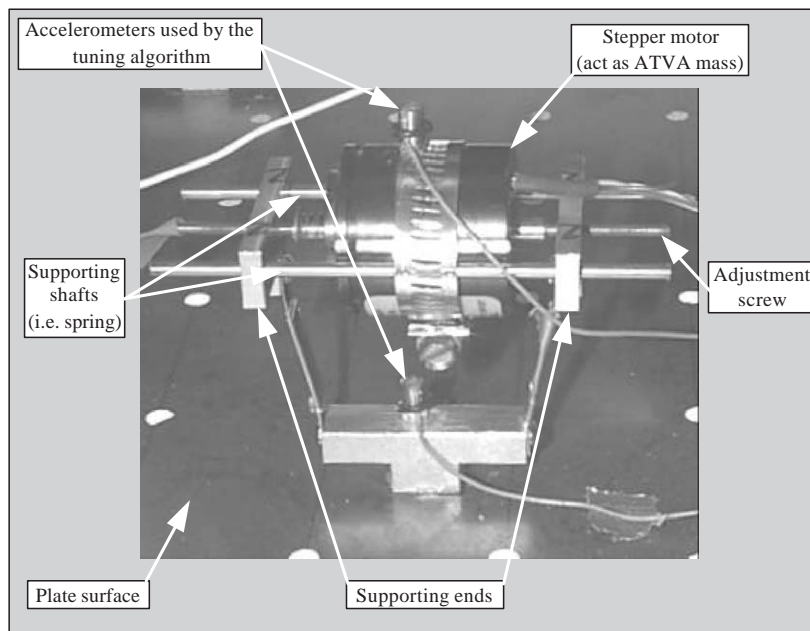 Accelerometers used by the
tuning algorithm
Stepper motor
(act as ATVA mass)
Supporting
shafts
(i.e. spring)
Adjustment
screw
Plate surface
Supporting ends